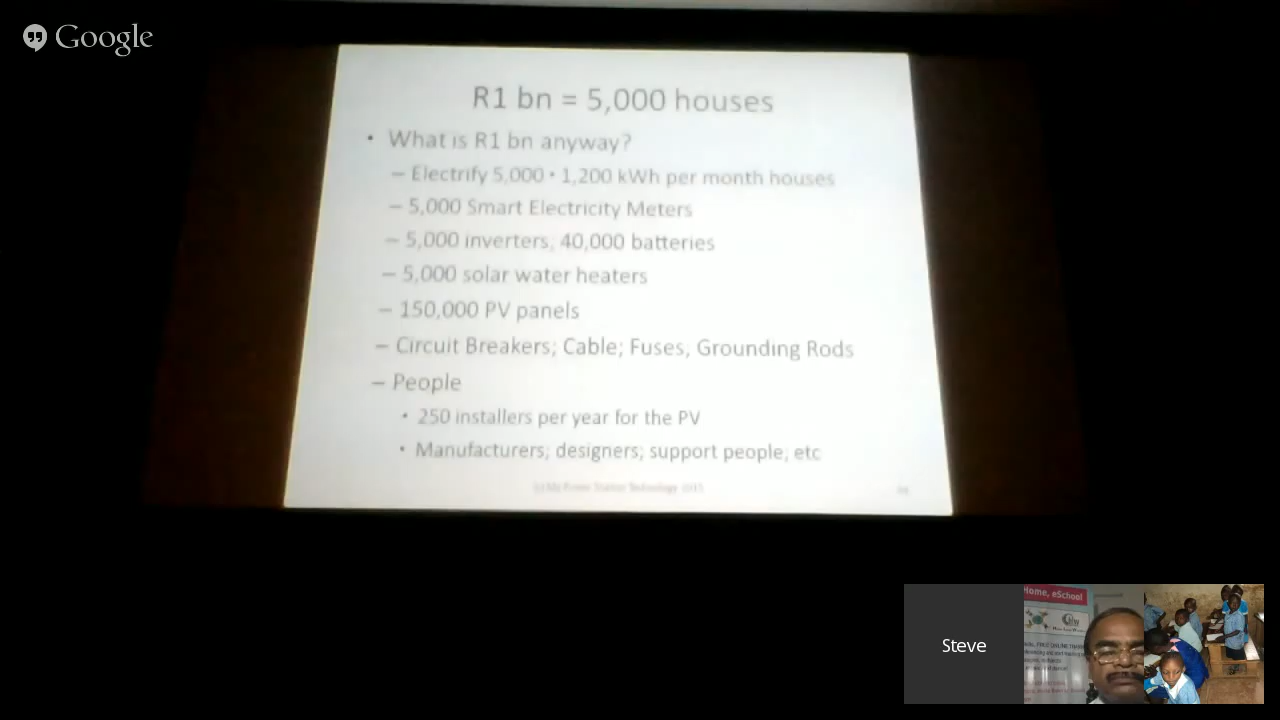 Google
R1 bn = 5,000 houses
• What is R1 bn anyway?
– Electrify 5,000 • 1,200 kWh per month houses
– 5,000 Smart Electricity Meters
– 5,000 inverters; 40,000 batteries
– 5,000 solar water heaters
– 150,000 PV panels
– Circuit Breakers; Cable; Fuses, Grounding Rods
– People
• 250 installers per year for the PV
• Manufacturers; designers; support people, etc
Technology
Home, eSchool
Steve